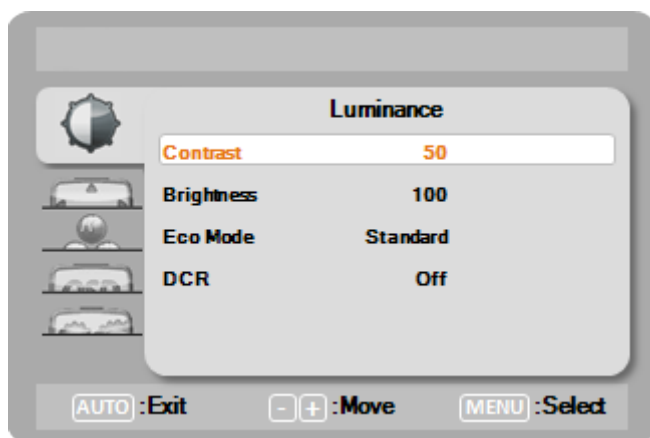 Luminance
Contrast 50
Brightness 100
Eco Mode Standard
DCR Off
AUTO :Exit - + :Move MENU :Select